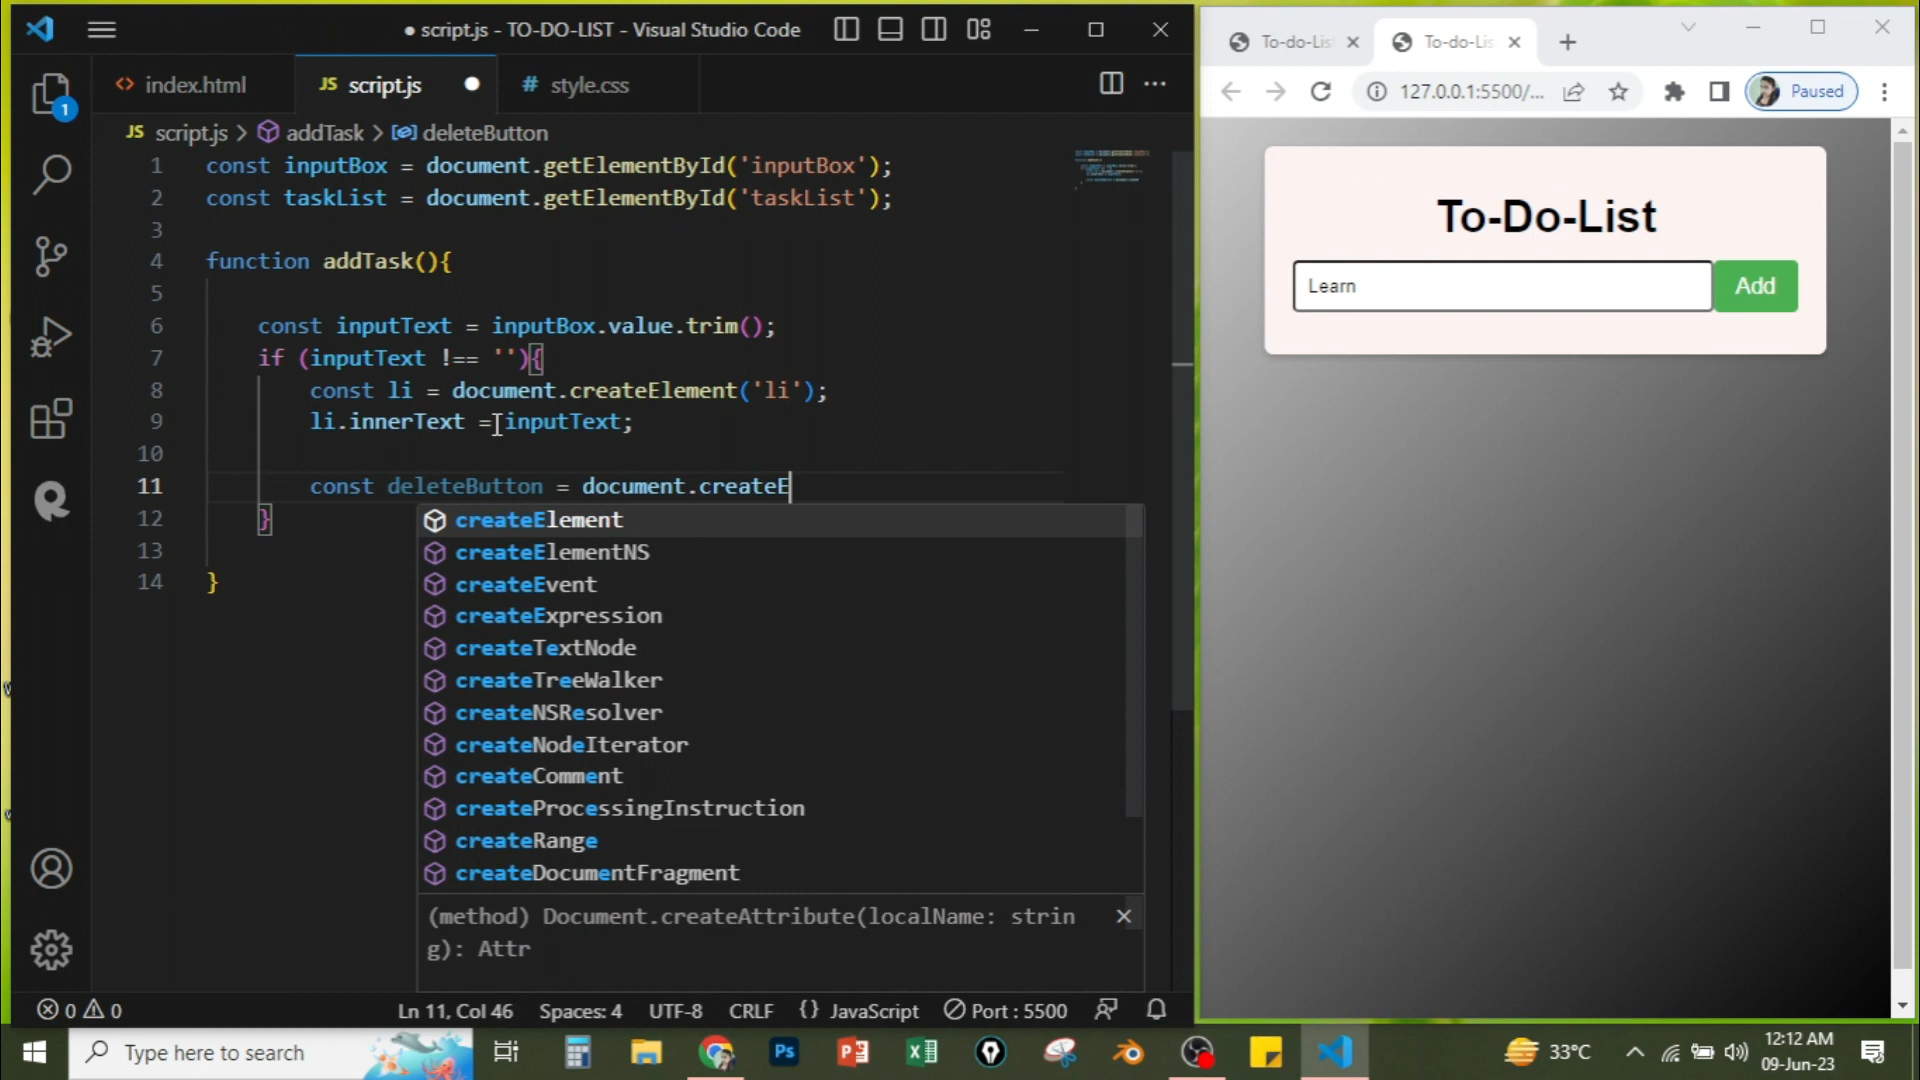 ● script.js - TO-DO-LIST - Visual Studio Code
index.html
JS script.js
# style.css
1
JS script.js > addTask > deleteButton
1 const inputBox = document.getElementById('inputBox');
2 const taskList = document.getElementById('taskList');
3
4 function addTask(){
5
6 const inputText = inputBox.value.trim();
7 if (inputText !== ''){
8 const li = document.createElement('li');
9 li.innerText = inputText;
10
11 const deleteButton = document.createE
12 }
13
14 }
createElement
createElementNS
createEvent
createExpression
createTextNode
createTreeWalker
createNSResolver
createNodeIterator
createComment
createProcessingInstruction
createRange
createDocumentFragment
(method) Document.createAttribute(localName: strin
g): Attr
0 0
Ln 11, Col 46
Spaces: 4
UTF-8
CRLF
{} JavaScript
Port : 5500
To-do-List
To-do-Lis
127.0.0.1:5500/...
Paused
To-Do-List
Learn
Add
Type here to search
Ps
33°C
12:12 AM
09-Jun-23